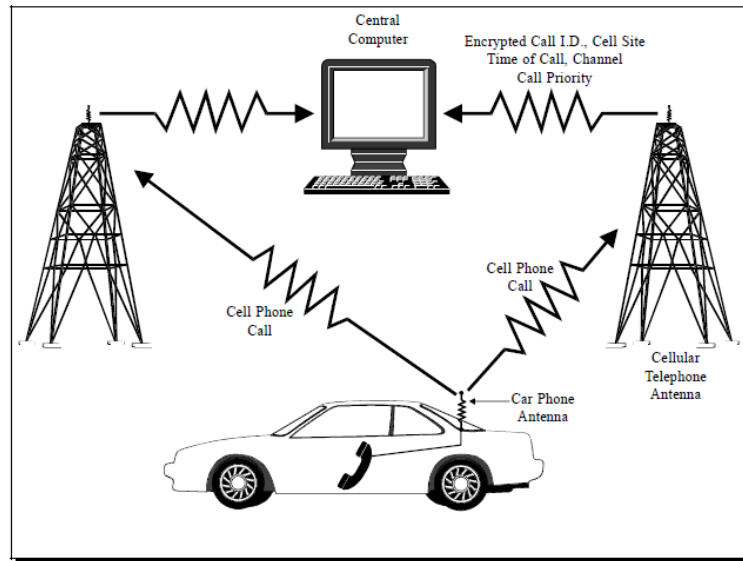 Central
Computer
Encrypted Call I.D., Cell Site
Time of Call, Channel
Call Priority
Cell Phone
Call
Cell Phone
Call
Cellular
Telephone
Antenna
Car Phone
Antenna